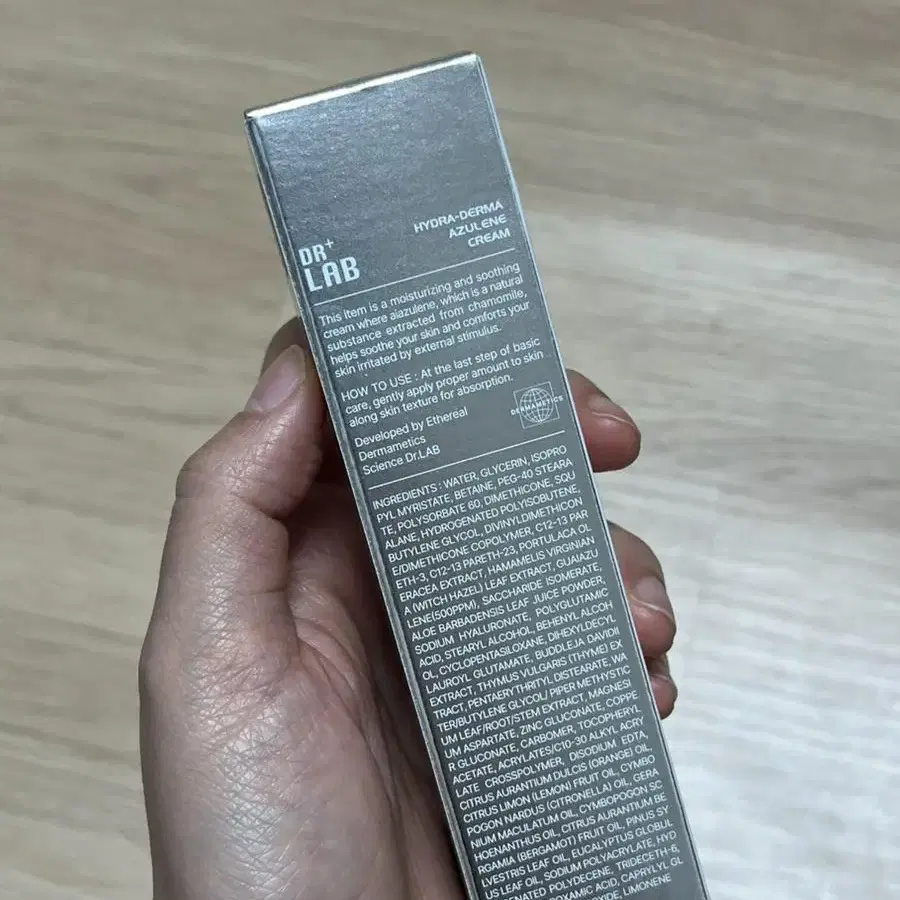 HYDRA-DERMA
AZULENE
CREAM
DR+
LAB
This item is a moisturizing and soothing
cream where aiazulene, which is a natural
substance extracted from chamomile,
helps soothe your skin and comforts your
skin irritated by external stimulus.
HOW TO USE : At the last step of basic
care, gently apply proper amount to skin
along skin texture for absorption.
Developed by Ethereal
Dermametics
Science Dr.LAB
DERMAMETICS
INGREDIENTS : WATER, GLYCERIN, ISOPRO
PYL MYRISTATE, BETAINE, PEG-40 STEARA
TE, POLYSORBATE 60, DIMETHICONE, SQU
ALANE, HYDROGENATED POLYISOBUTENE,
BUTYLENE GLYCOL, DIVINYLDIMETHICON
E/DIMETHICONE COPOLYMER, C12-13 PAR
ETH-3, C12-13 PARETH-23, PORTULACA OL
ERACEA EXTRACT, HAMAMELIS VIRGINIAN
A (WITCH HAZEL) LEAF EXTRACT, GUAIAZU
LENE(500PPM), SACCHARIDE ISOMERATE,
ALOE BARBADENSIS LEAF JUICE POWDER,
SODIUM HYALURONATE, POLYGLUTAMIC
ACID, STEARYL ALCOHOL, BEHENYL ALCOH
OL, CYCLOPENTASILOXANE, DIHEXYLDECYL
LAUROYL GLUTAMATE, BUDDLEJA DAVIDII
EXTRACT, THYMUS VULGARIS (THYME) EX
TRACT, PENTAERYTHRITYL DISTEARATE, WA
TER/BUTYLENE GLYCOL/ PIPER METHYSTIC
UM LEAF/ROOT/STEM EXTRACT, MAGNESI
UM ASPARTATE, ZINC GLUCONATE, COPPE
R GLUCONATE, CARBOMER, TOCOPHERYL
ACETATE, ACRYLATES/C10-30 ALKYL ACRY
LATE CROSSPOLYMER, DISODIUM EDTA,
CITRUS AURANTIUM DULCIS (ORANGE) OIL,
CITRUS LIMON (LEMON) FRUIT OIL, CYMBO
POGON NARDUS (CITRONELLA) OIL, GERA
NIUM MACULATUM OIL, CYMBOPOGON SC
HOENANTHUS OIL, CITRUS AURANTIUM BE
RGAMIA (BERGAMOT) FRUIT OIL, PINUS SY
LVESTRIS LEAF OIL, EUCALYPTUS GLOBUL
US LEAF OIL, SODIUM POLYACRYLATE, HYD
ENATED POLYDECENE, TRIDECETH-6,
OXAMIC ACID, CAPRYLYL GL
OXIDE, LIMONENE